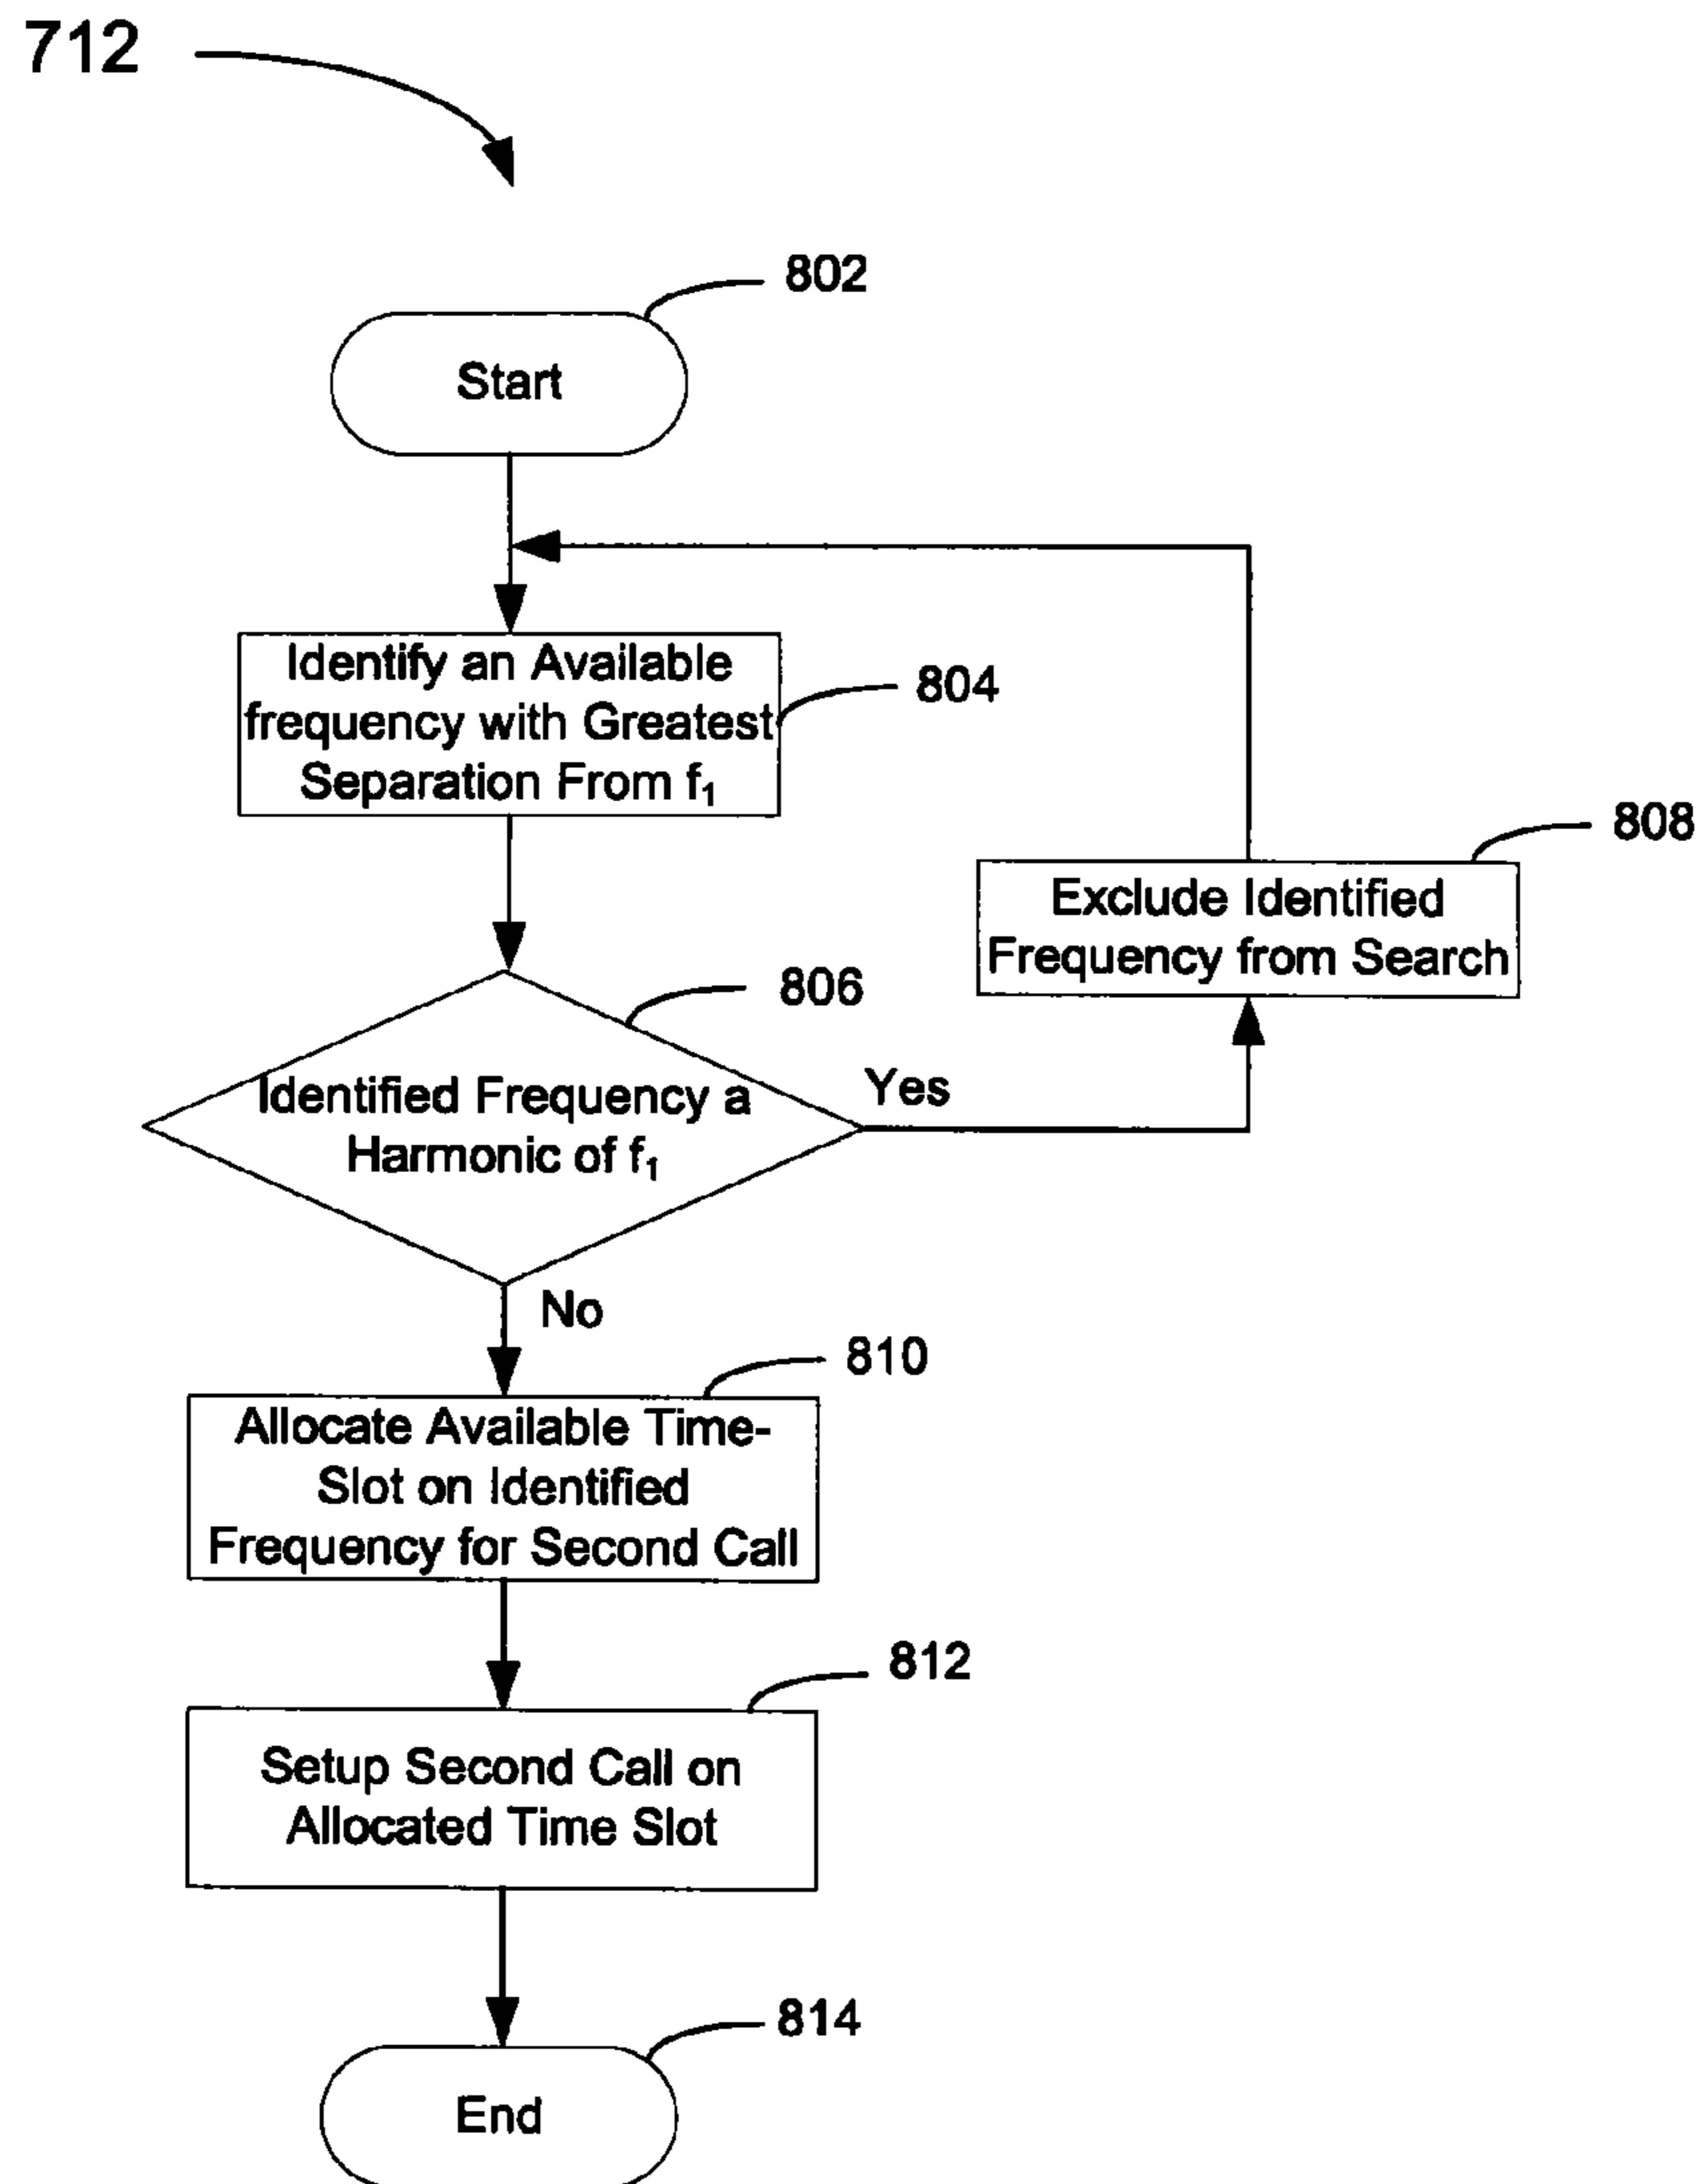 712
802
Start
Identify an Available
frequency with Greatest
Separation From f₁
804
808
Exclude Identified
Frequency from Search
806
Identified Frequency a
Harmonic of f₁
Yes
No
810
Allocate Available Time-
Slot on Identified
Frequency for Second Call
812
Setup Second Call on
Allocated Time Slot
814
End